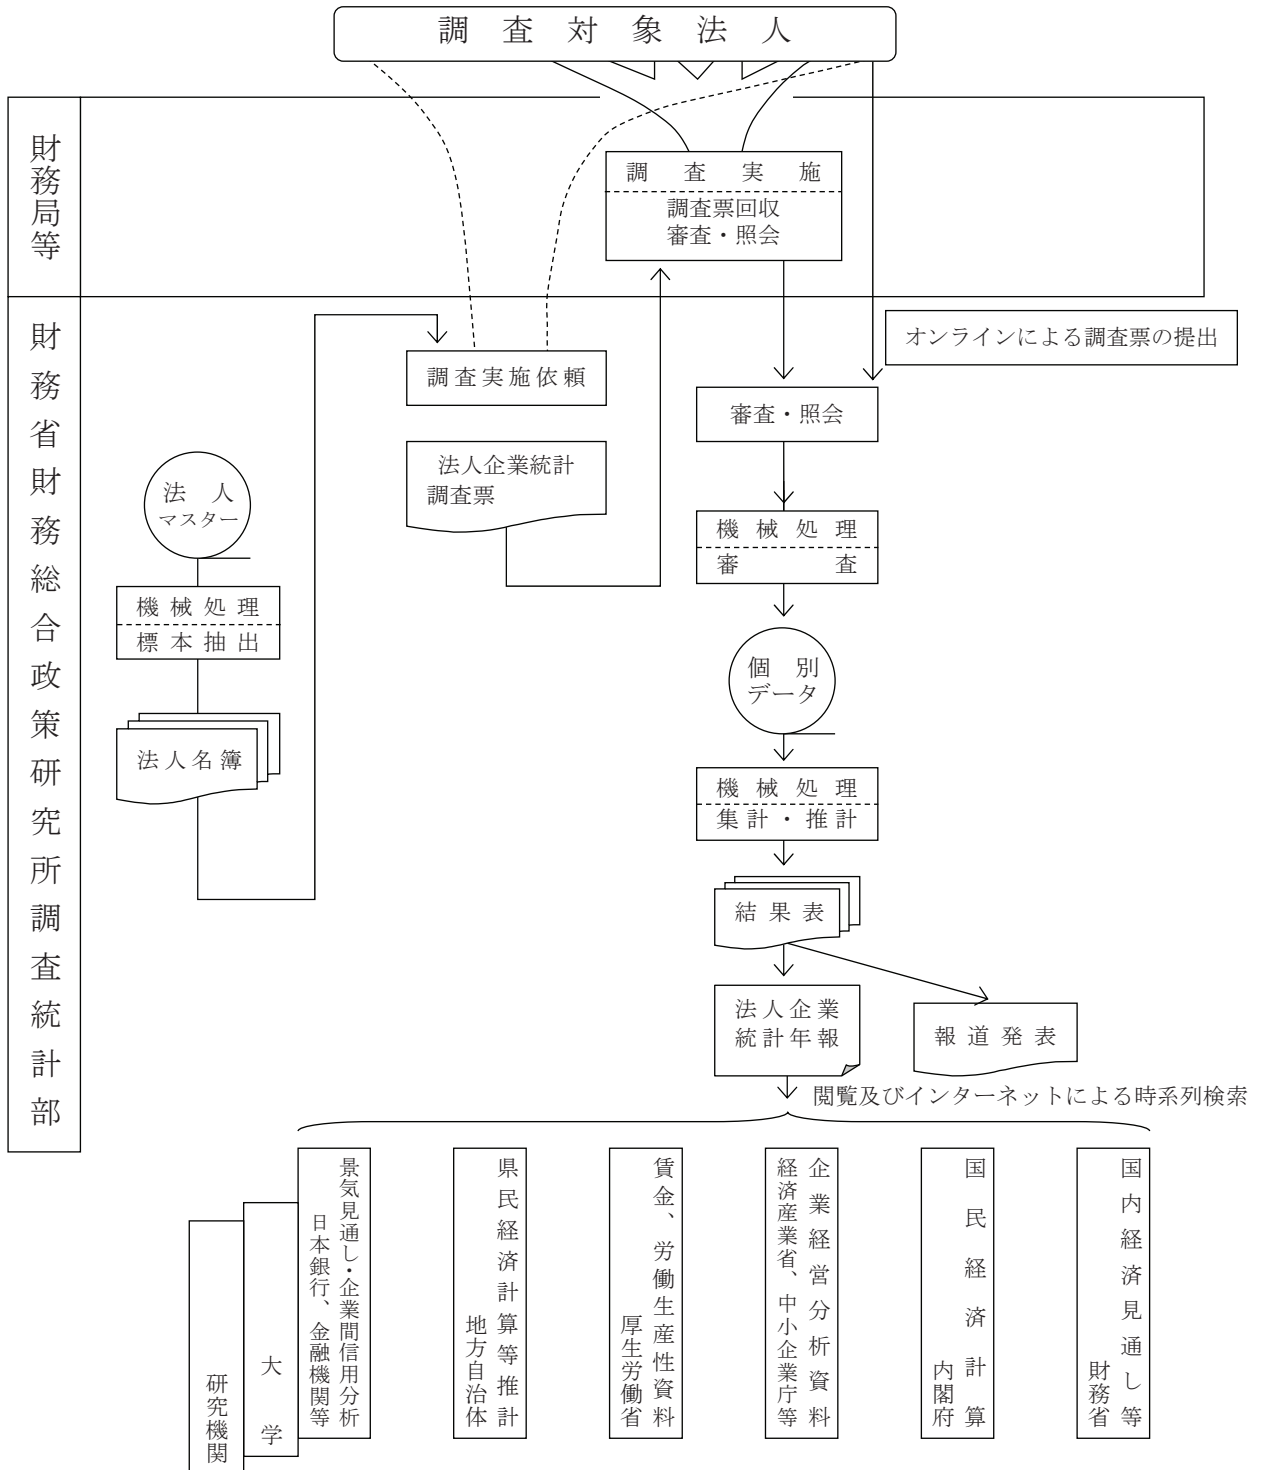 調査対象法人
財務局等
調査実施
調査票回収
審査・照会
財務省財務総合政策研究所調査統計部
オンラインによる調査票の提出
調査実施依頼
審査・照会
法人企業統計
調査票
法人
マスター
機械処理
審査
機械処理
標本抽出
個別
データ
法人名簿
機械処理
集計・推計
結果表
法人企業
統計年報
報道発表
閲覧及びインターネットによる時系列検索
国内経済見通し等
財務省
国民経済計算
内閣府
企業経営分析資料
経済産業省、中小企業庁等
賃金、労働生産性資料
厚生労働省
県民経済計算等推計
地方自治体
景気見通し・企業間信用分析
日本銀行、金融機関等
大学
研究機関